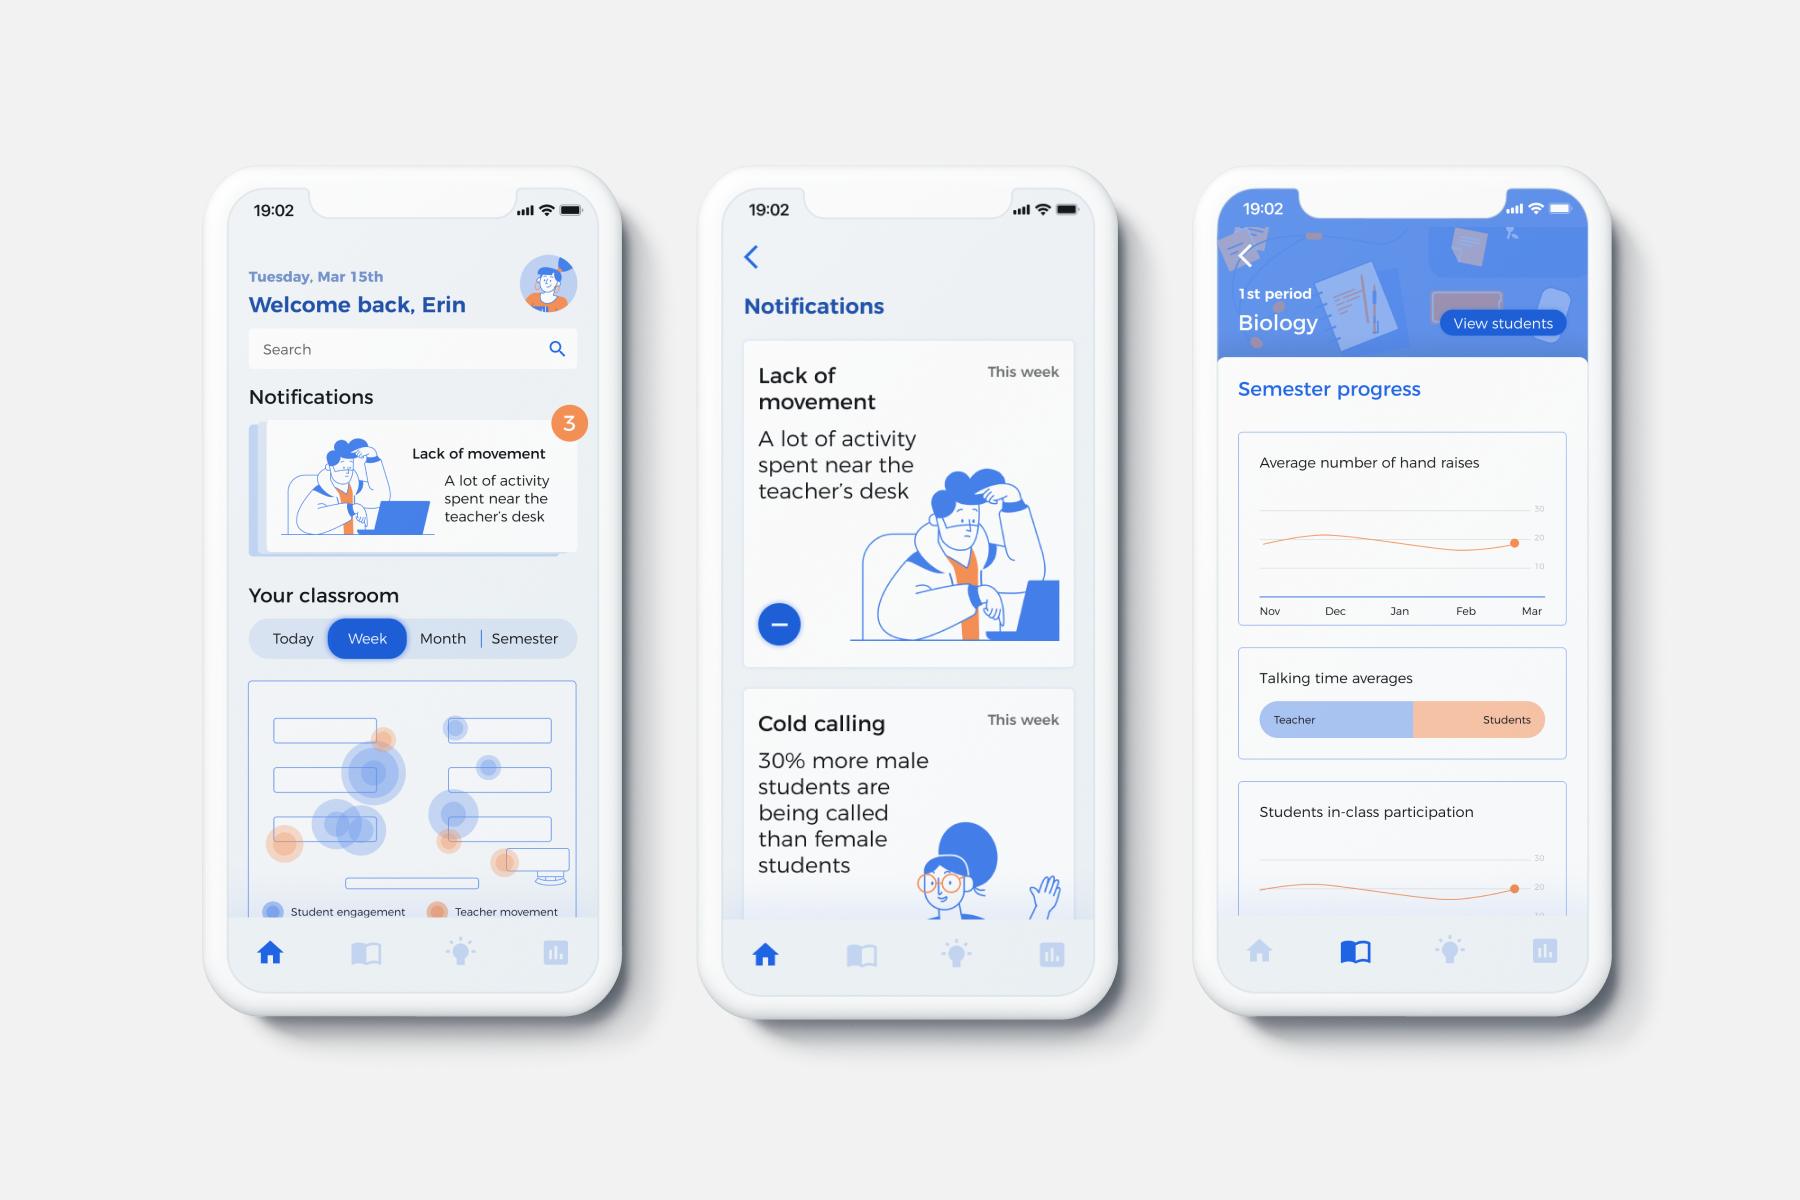 19:02
Tuesday, Mar 15th
Welcome back, Erin
Search
Notifications
3
Lack of movement
A lot of activity
spent near the
teacher's desk
Your classroom
Today Week Month Semester
Student engagement Teacher movement
19:02
Notifications
Lack of
movement
This week
A lot of activity
spent near the
teacher's desk
Cold calling
This week
30% more male
students are
being called
than female
students
19:02
1st period
Biology
View students
Semester progress
Average number of hand raises
30
20
10
Nov Dec Jan Feb Mar
Talking time averages
Teacher Students
Students in-class participation
30
20